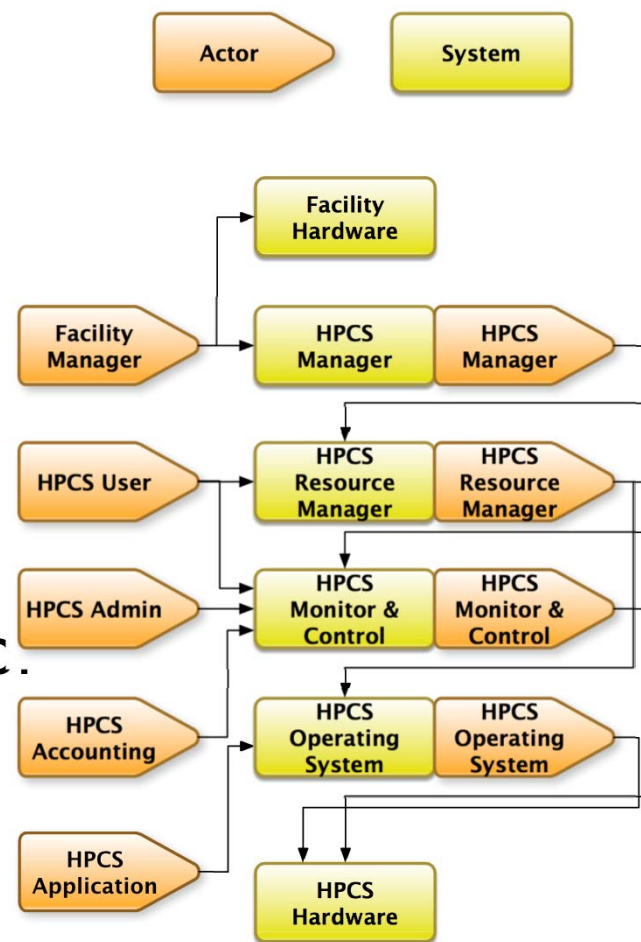 Actor
System
Facility
Hardware
Facility
Manager
HPCS
Manager
HPCS
Manager
HPCS User
HPCS
Resource
Manager
HPCS
Resource
Manager
HPCS Admin
HPCS
Monitor &
Control
HPCS
Monitor &
Control
c.
HPCS
Accounting
HPCS
Operating
System
HPCS
Operating
System
HPCS
Application
HPCS
Hardware